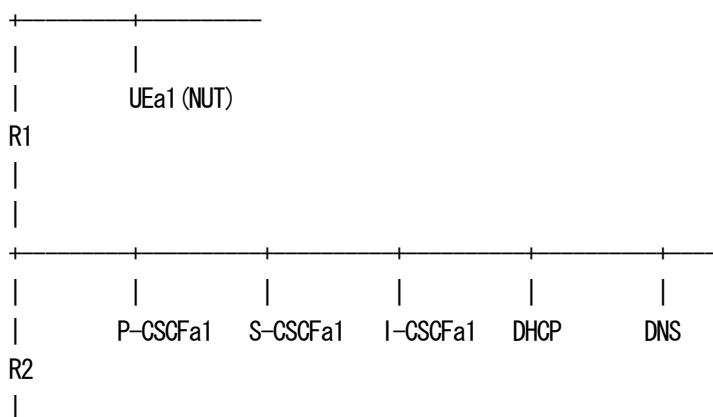 UEa1(NUT)
R1
P-CSCFa1 S-CSCFa1 I-CSCFa1 DHCP DNS
R2